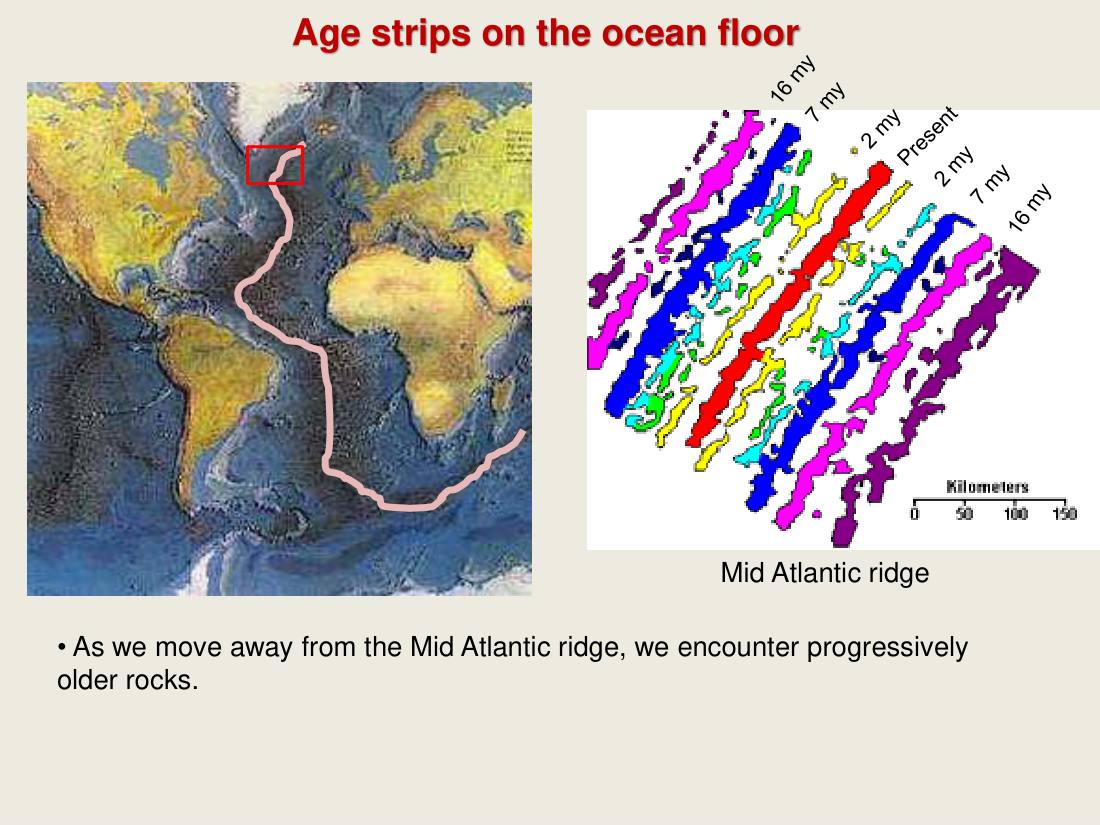 Age strips on the ocean floor
16 my
7 my
2 my
Present
2 my
7 my
16 my
Kilometers
0 50 100 150
Mid Atlantic ridge
• As we move away from the Mid Atlantic ridge, we encounter progressively
older rocks.